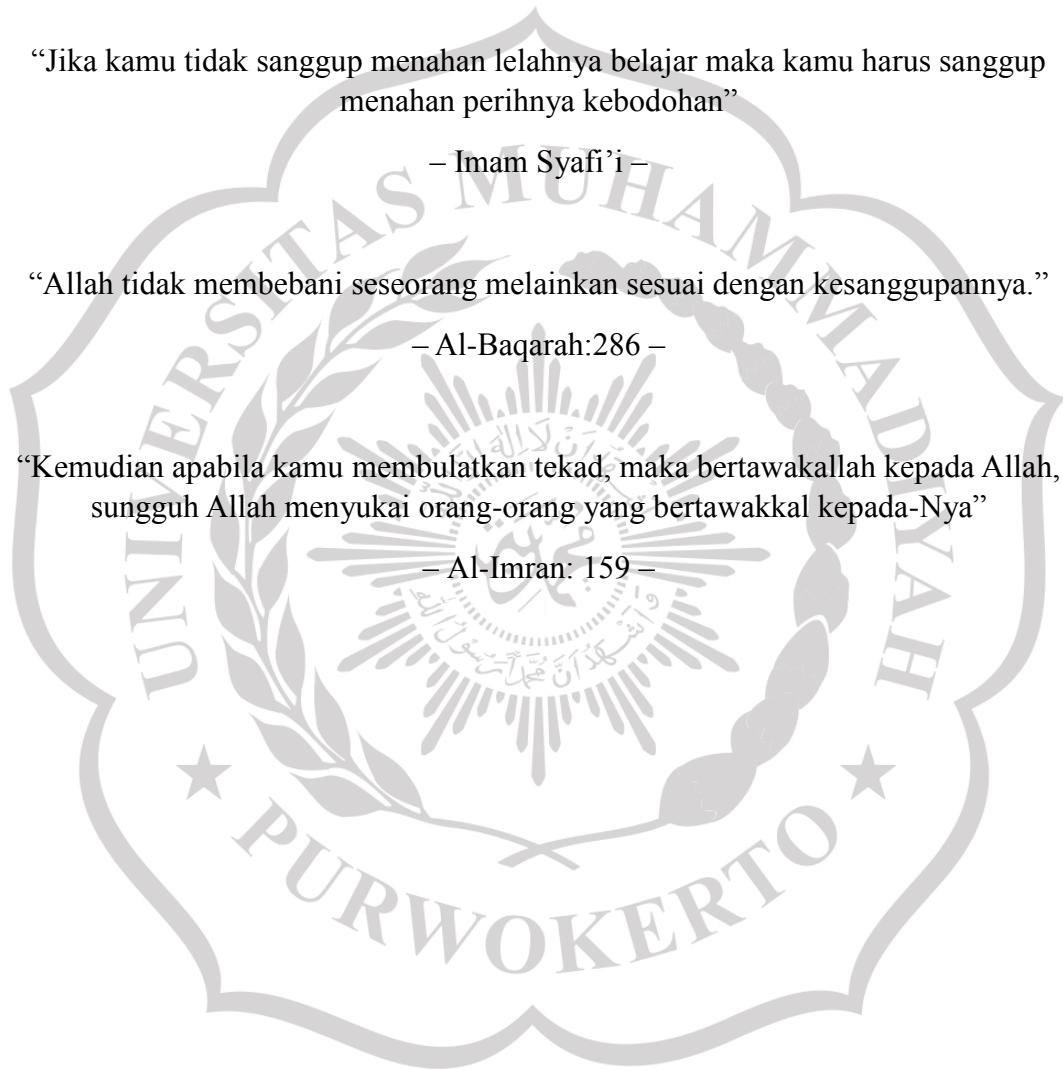 “Jika kamu tidak sanggup menahan lelahnya belajar maka kamu harus sanggup
menahan perihnya kebodohan”
– Imam Syafi’i –
“Allah tidak membebani seseorang melainkan sesuai dengan kesanggupannya.”
– Al-Baqarah:286 –
“Kemudian apabila kamu membulatkan tekad, maka bertawakallah kepada Allah,
sungguh Allah menyukai orang-orang yang bertawakkal kepada-Nya”
– Al-Imran: 159 –
UNIVERSITAS MUHAMMADIYAH
PURWOKERTO